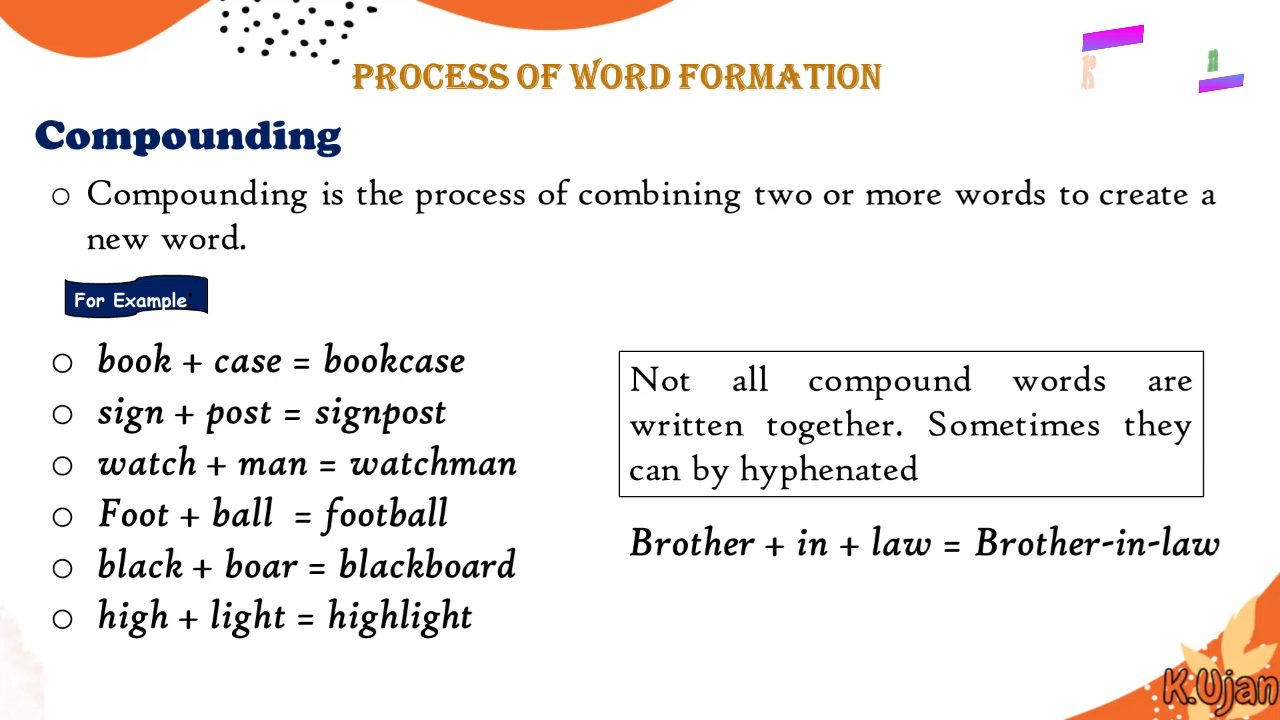 PROCESS OF WORD FORMATION
K n
Compounding
o Compounding is the process of combining two or more words to create a
new word.
For Example:
o book + case = bookcase
o sign + post = signpost
o watch + man = watchman
o Foot + ball = football
o black + boar = blackboard
o high + light = highlight
Not all compound words are
written together. Sometimes they
can by hyphenated
Brother + in + law = Brother-in-law
K.Ujan